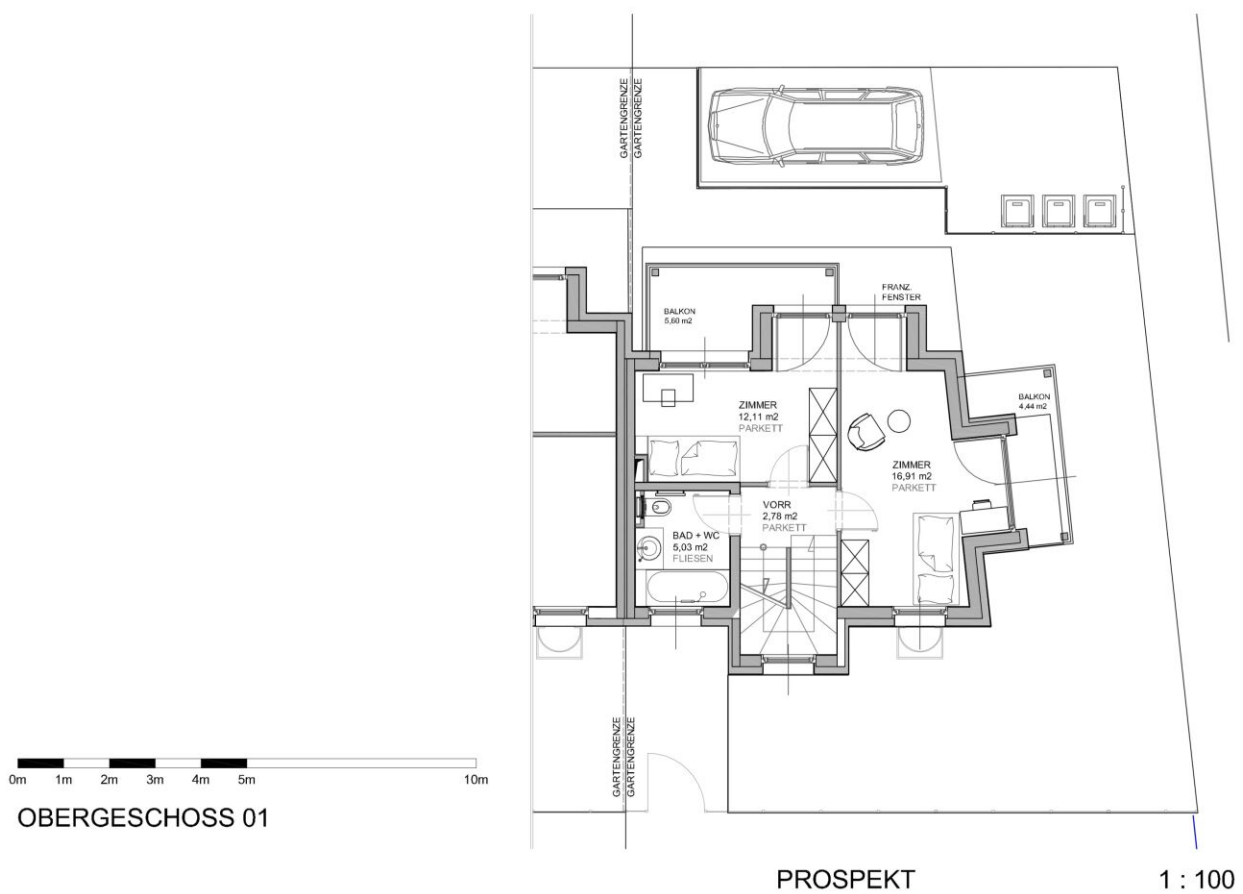 GARTENGRENZE
GARTENGRENZE
FRANZ.
FENSTER
BALKON
5,60 m2
BALKON
4,44 m2
ZIMMER
12,11 m2
PARKETT
ZIMMER
16,91 m2
PARKETT
VORR
2,78 m2
PARKETT
BAD + WC
5,03 m2
FLIESEN
GARTENGRENZE
GARTENGRENZE
0m 1m 2m 3m 4m 5m 10m
OBERGESCHOSS 01
PROSPEKT 1 : 100